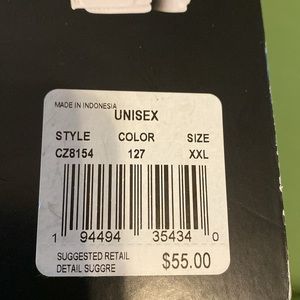 MADE IN INDONESIA
UNISEX
STYLE COLOR SIZE
CZ8154 127 XXL
1 94494 35434 0
SUGGESTED RETAIL
DETAIL SUGGRE $55.00